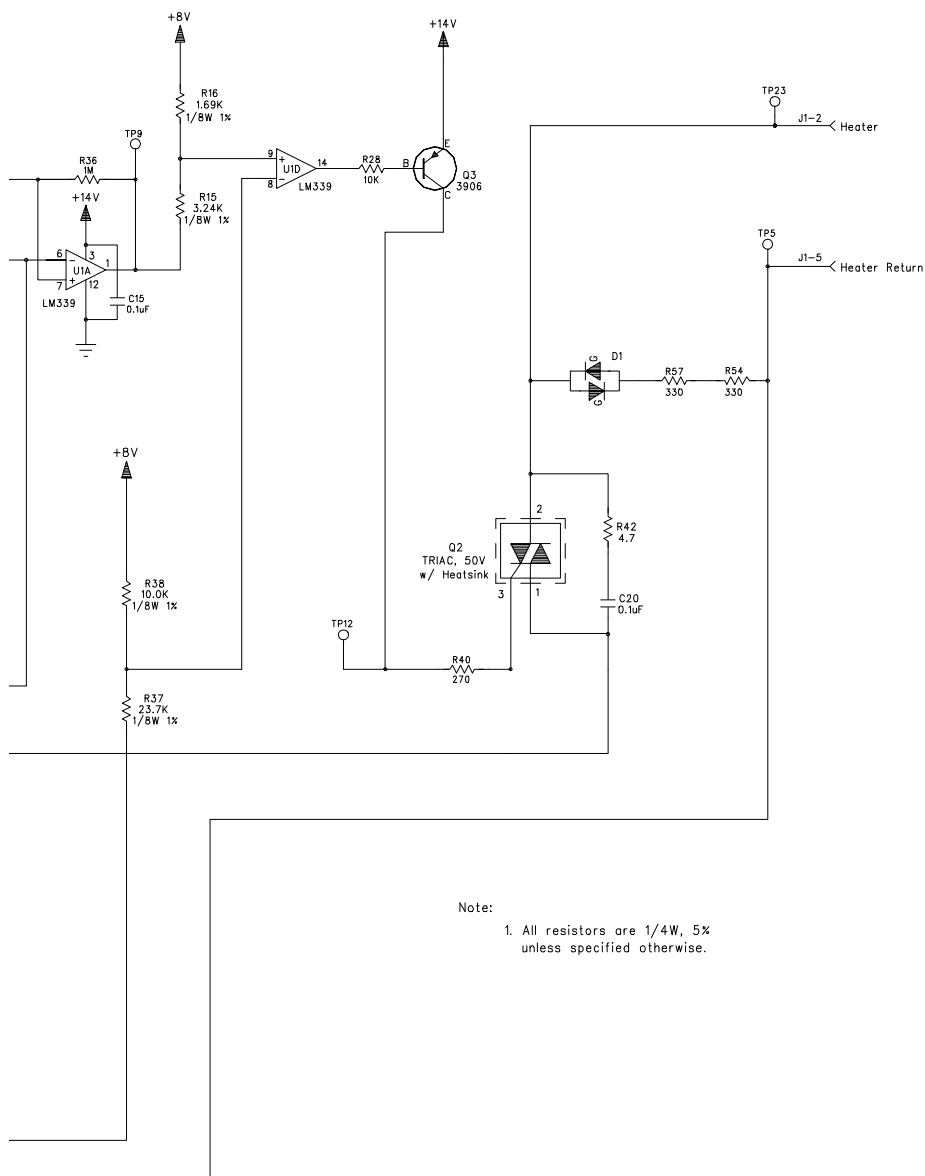 +8V
+14V
R16
1.69K
1/8W 1%
TP23
J1-2
Heater
TP9
R36
1M
+14V
9
+
U1D
8
−
14
LM339
R28
10K
B
E
Q3
3906
C
R15
3.24K
1/8W 1%
TP5
J1-5
Heater Return
6
−
3
U1A
1
7
+
12
LM339
C15
0.1uF
G
D1
G
R57
330
R54
330
+8V
2
Q2
TRIAC, 50V
w/ Heatsink
3
1
R42
4.7
C20
0.1uF
R38
10.0K
1/8W 1%
TP12
R40
270
R37
23.7K
1/8W 1%
Note:
1. All resistors are 1/4W, 5%
unless specified otherwise.